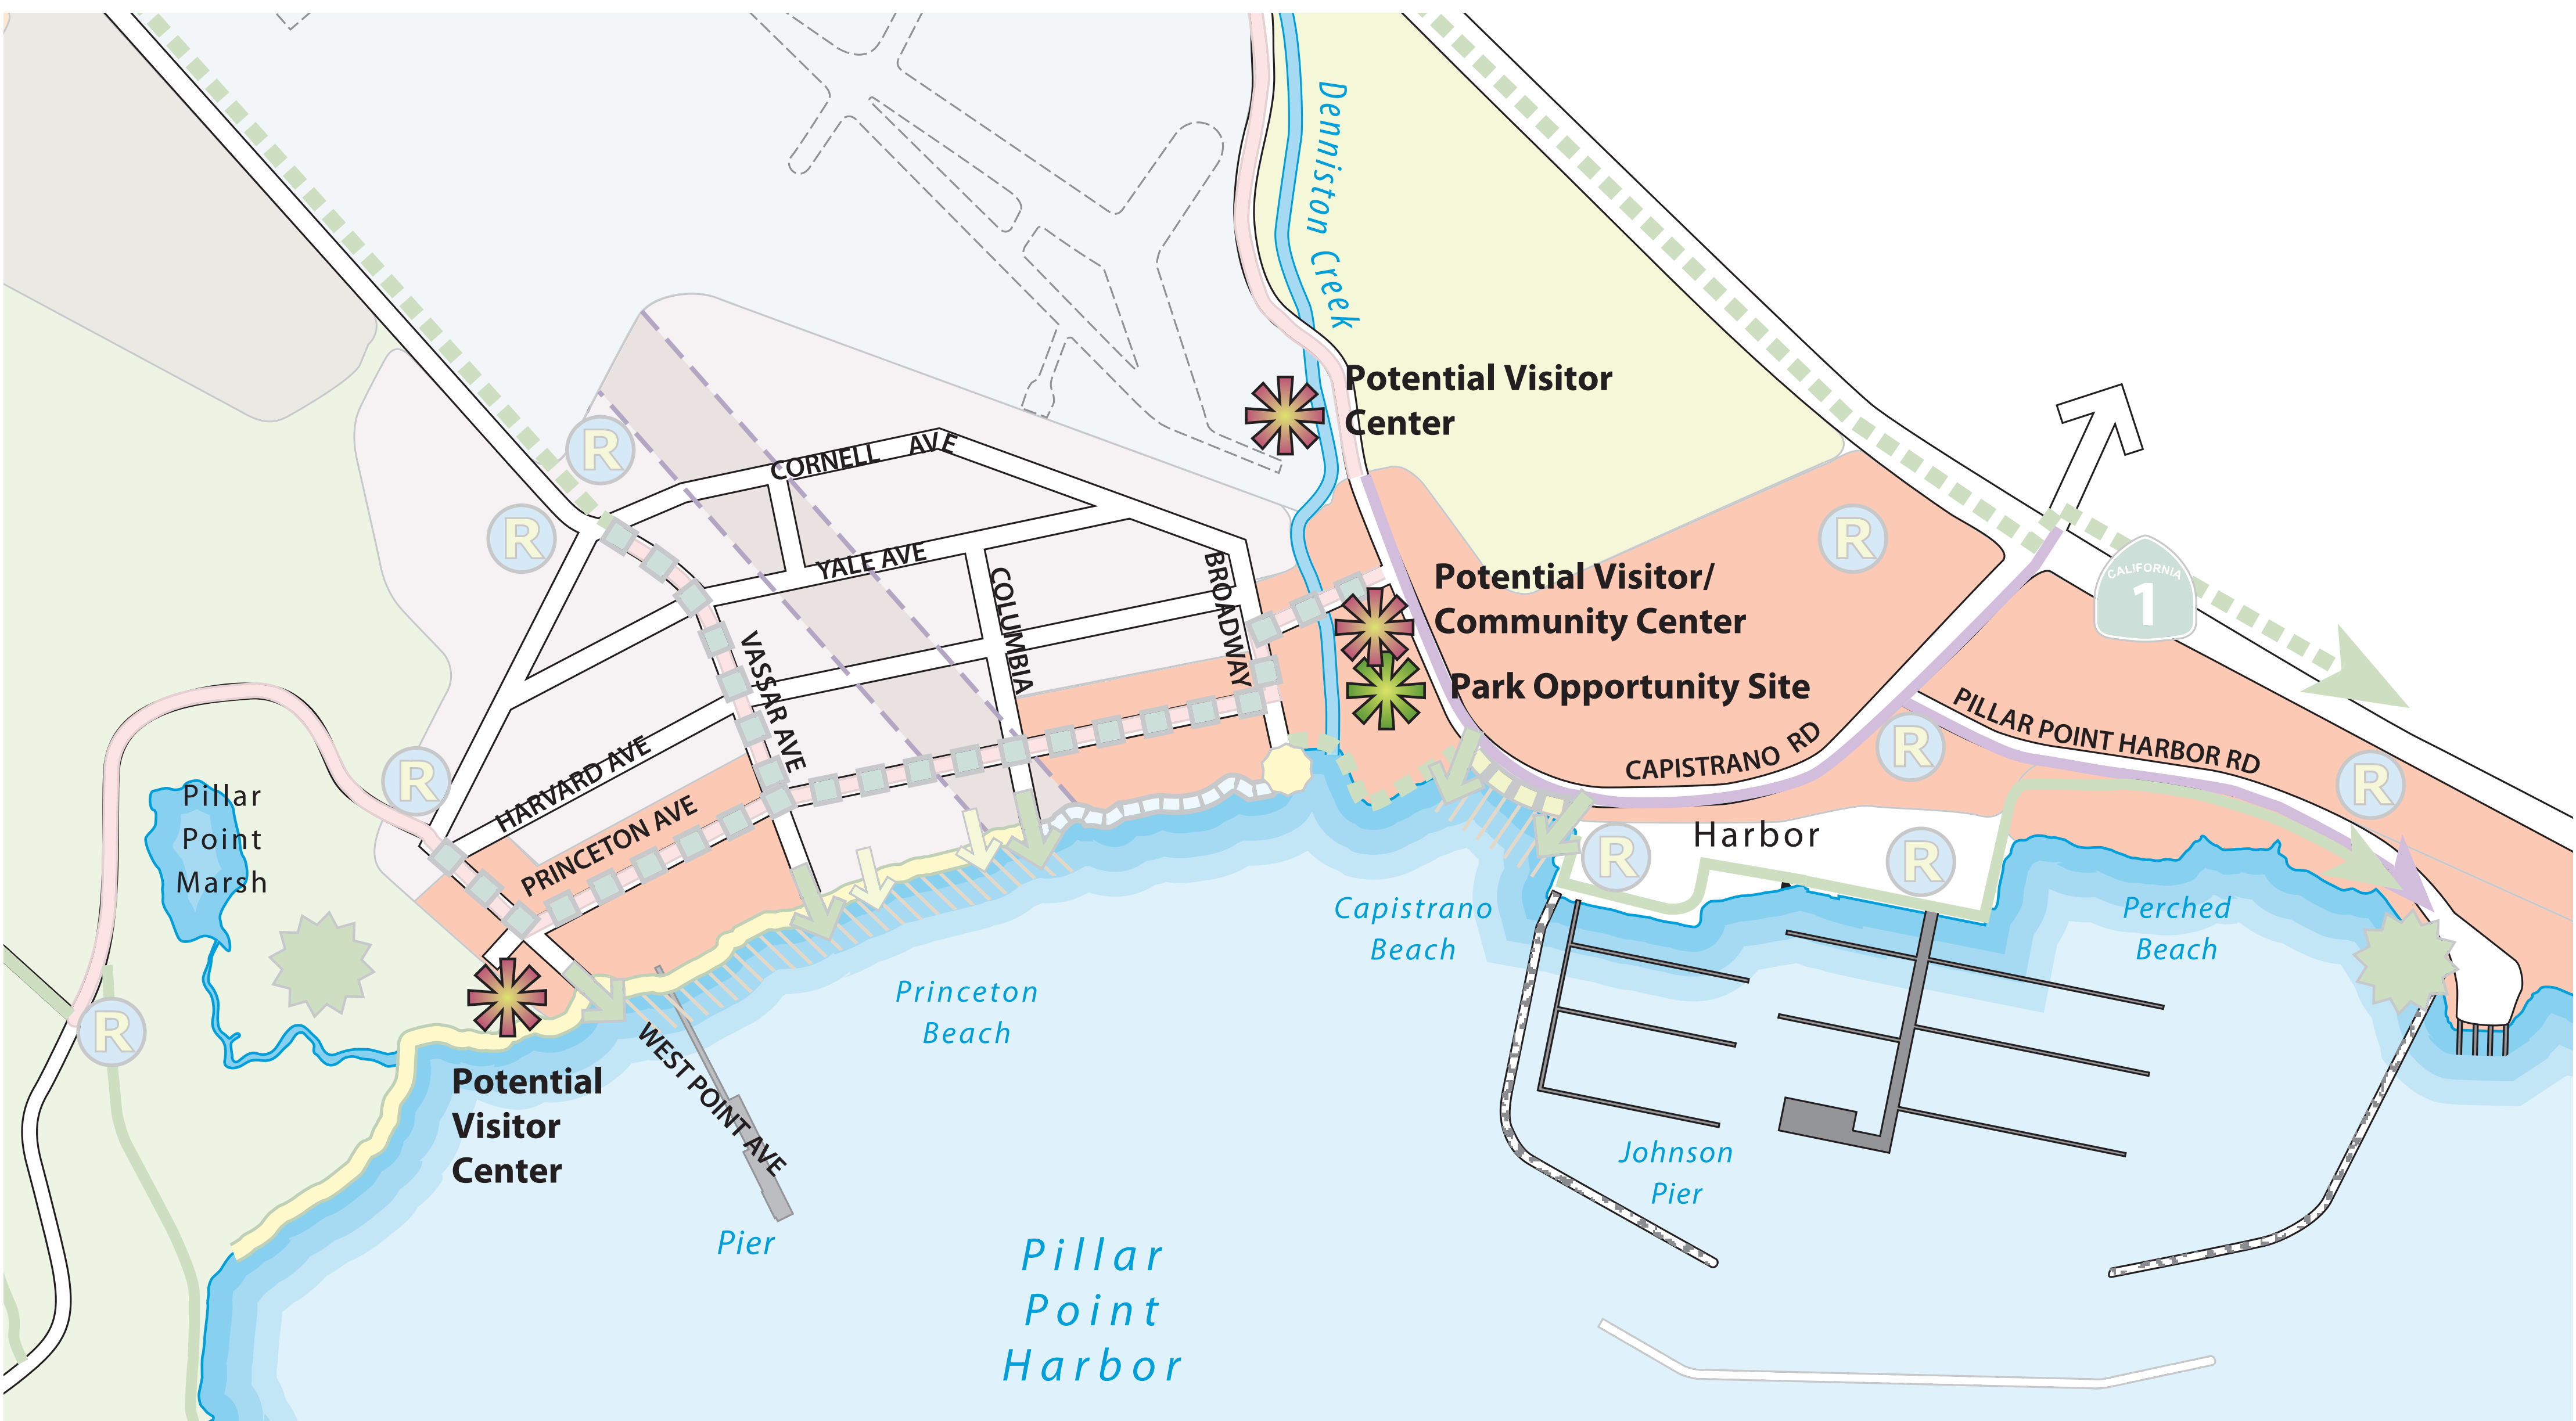 Denniston Creek
Potential Visitor
Center
R
R
R
CORNELL AVE
YALE AVE
COLUMBIA
BROADWAY
VASSAR AVE
Potential Visitor/
Community Center
Park Opportunity Site
CALIFORNIA
1
PILLAR POINT HARBOR RD
CAPISTRANO RD
R
R
R
HARVARD AVE
PRINCETON AVE
Pillar
Point
Marsh
Harbor
R
R
Capistrano
Beach
Perched
Beach
Princeton
Beach
R
WEST POINT AVE
Potential
Visitor
Center
Johnson
Pier
Pier
Pillar
Point
Harbor